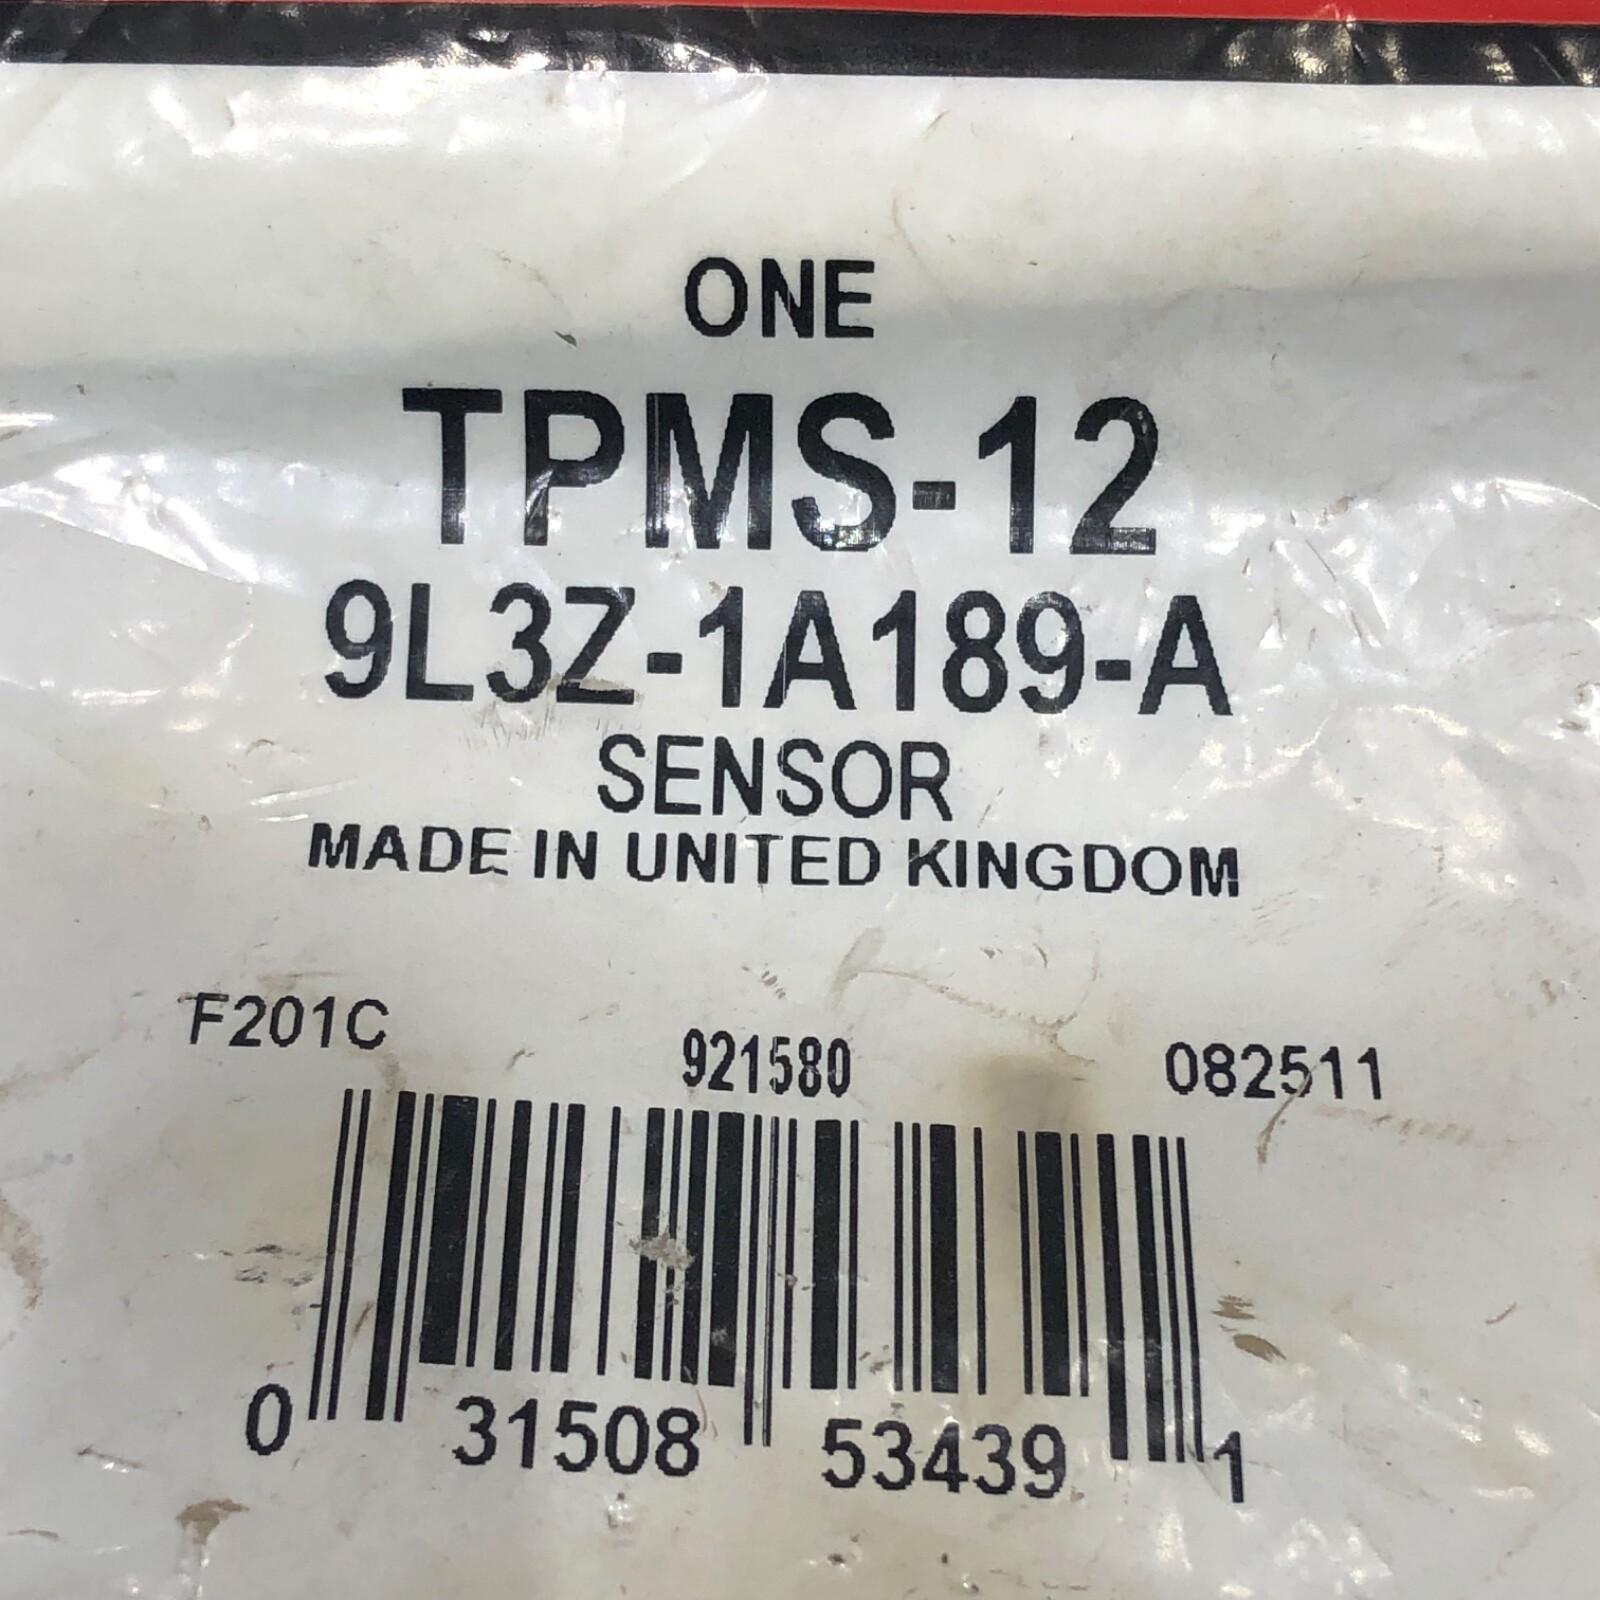 ONE
TPMS-12
9L3Z-1A189-A
SENSOR
MADE IN UNITED KINGDOM
F201C 921580 082511
0 31508 53439 1